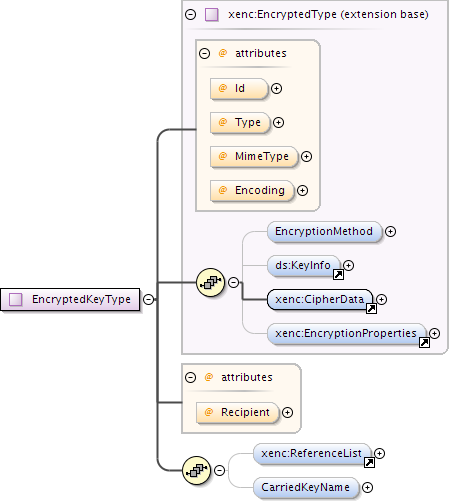 xenc:EncryptedType (extension base)
@ attributes
@ Id
@ Type
@ MimeType
@ Encoding
EncryptionMethod
ds:KeyInfo
EncryptedKeyType
xenc:CipherData
xenc:EncryptionProperties
@ attributes
@ Recipient
xenc:ReferenceList
CarriedKeyName